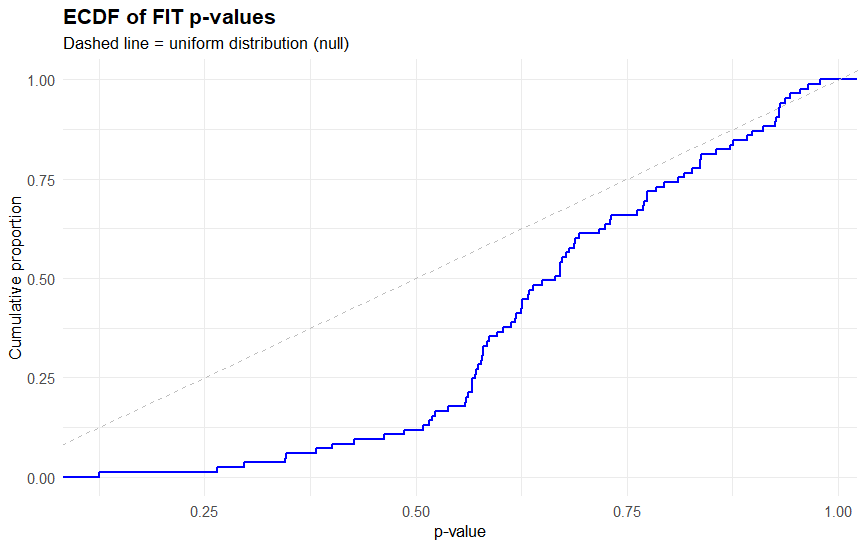 ECDF of FIT p-values
Dashed line = uniform distribution (null)
Cumulative proportion
1.00
0.75
0.50
0.25
0.00
0.25
0.50
0.75
1.00
p-value